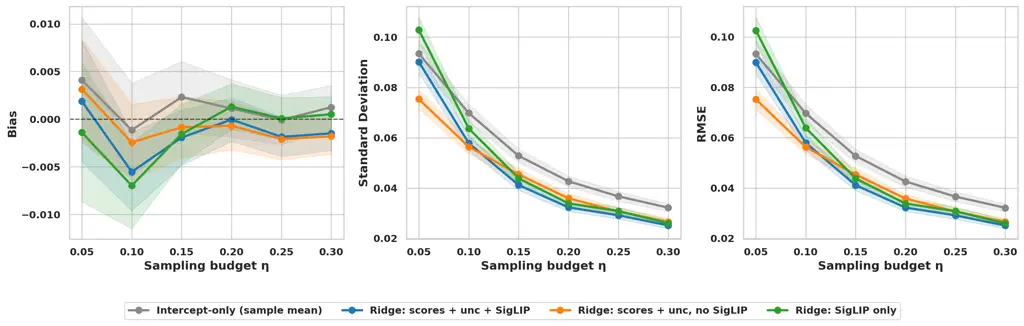 0.010
0.005
0.000
−0.005
−0.010
Bias
0.05 0.10 0.15 0.20 0.25 0.30
Sampling budget η
0.10
0.08
0.06
0.04
0.02
Standard Deviation
0.05 0.10 0.15 0.20 0.25 0.30
Sampling budget η
0.10
0.08
0.06
0.04
0.02
RMSE
0.05 0.10 0.15 0.20 0.25 0.30
Sampling budget η
Intercept-only (sample mean) Ridge: scores + unc + SigLIP Ridge: scores + unc, no SigLIP Ridge: SigLIP only